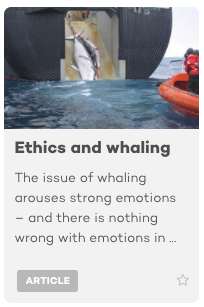 Ethics and whaling
The issue of whaling
arouses strong emotions
– and there is nothing
wrong with emotions in ...
ARTICLE